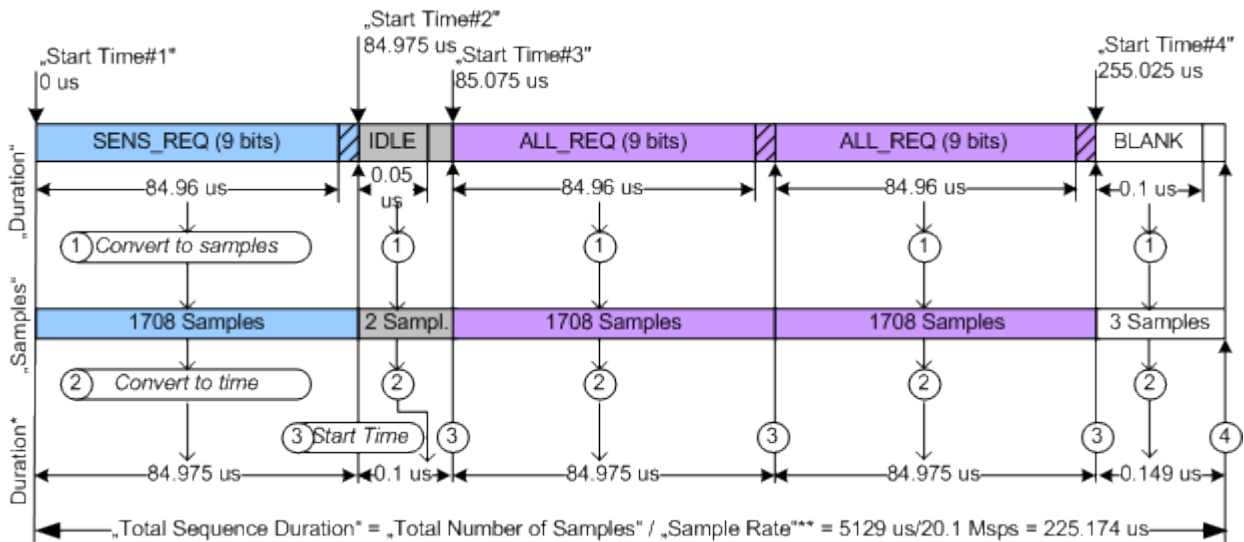 „Start Time#1"
0 us
„Start Time#2"
84.975 us
„Start Time#3"
85.075 us
„Start Time#4"
255.025 us
„Duration"
SENS_REQ (9 bits)
IDLE
ALL_REQ (9 bits)
ALL_REQ (9 bits)
BLANK
84.96 us
0.05
us
84.96 us
84.96 us
0.1 us
1 Convert to samples
1
1
1
1
„Samples"
1708 Samples
2 Sampl.
1708 Samples
1708 Samples
3 Samples
2 Convert to time
2
2
2
2
3 Start Time
3
3
3
4
Duration*
84.975 us
0.1 us
84.975 us
84.975 us
0.149 us
„Total Sequence Duration" = „Total Number of Samples" / „Sample Rate"** = 5129 us/20.1 Msps = 225.174 us